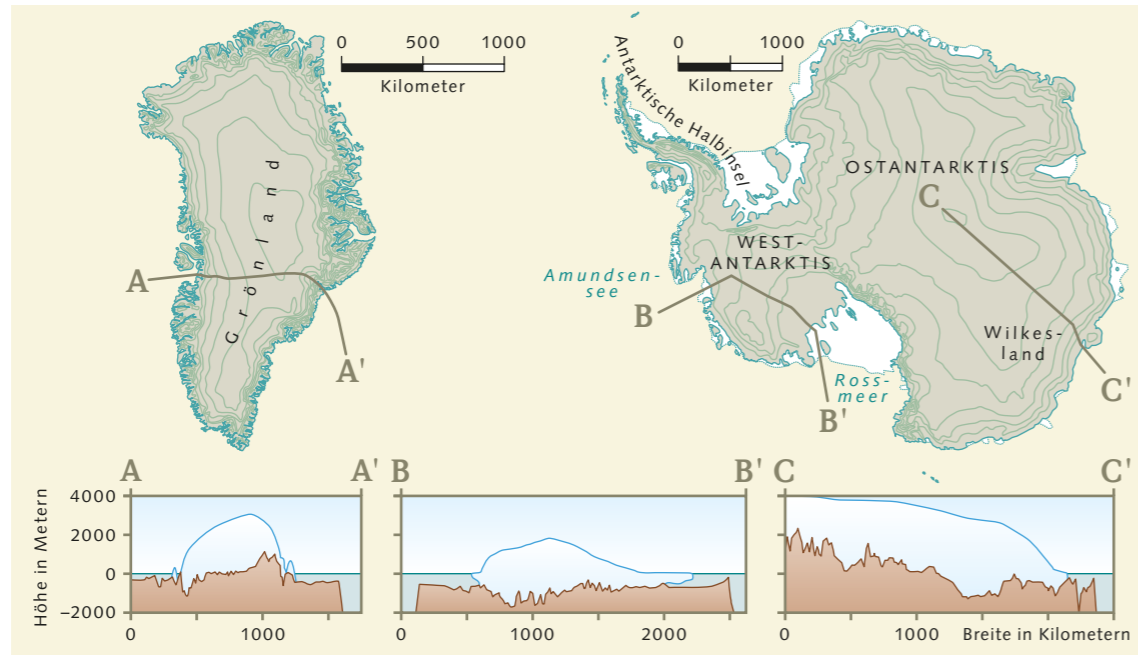 0 500 1000
Kilometer
0 1000
Kilometer
Antarktische Halbinsel
Grönland
OSTANTARKTIS
C
WEST-
ANTARKTIS
Amundsen-
see
A
B
Wilkes-
land
A'
Ross-
meer
B'
C'
A A' B B' C C'
Höhe in Metern
4000
2000
0
−2000
0 1000 0 1000 2000 0 1000 Breite in Kilometern